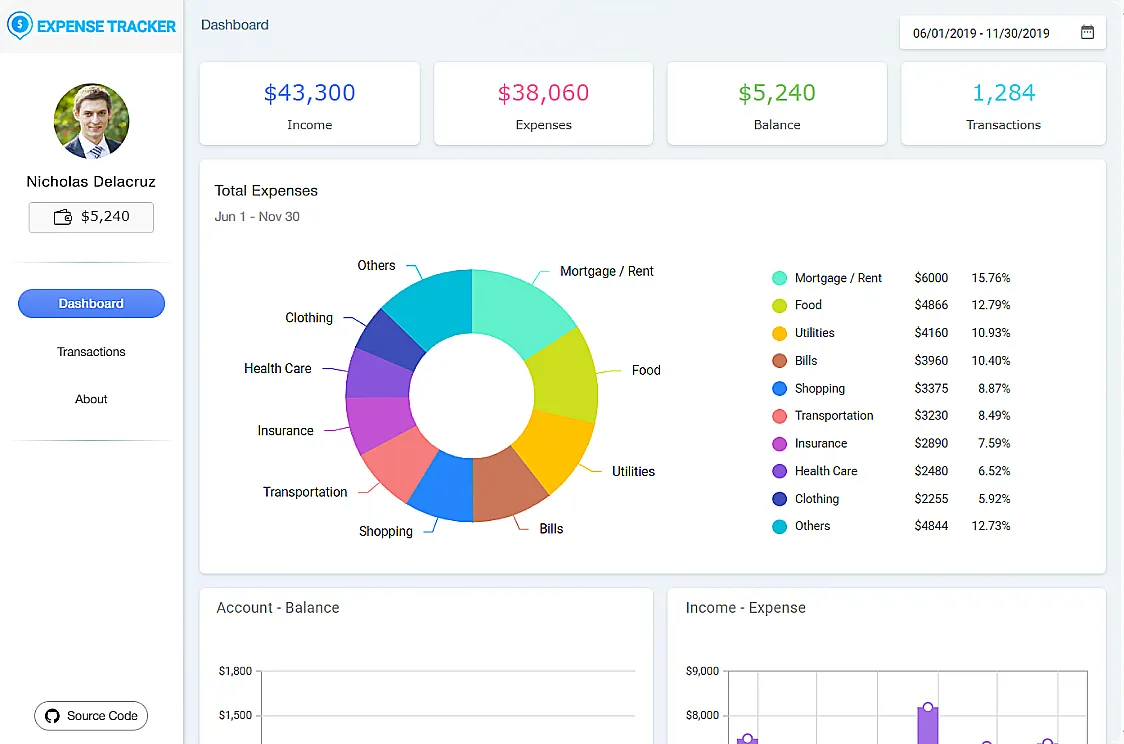 EXPENSE TRACKER
Nicholas Delacruz
$5,240
Dashboard
Transactions
About
Source Code
Dashboard
06/01/2019 - 11/30/2019
$43,300
Income
$38,060
Expenses
$5,240
Balance
1,284
Transactions
Total Expenses
Jun 1 - Nov 30
Others
Mortgage / Rent
Clothing
Health Care
Food
Insurance
Utilities
Transportation
Shopping
Bills
Mortgage / Rent $6000 15.76%
Food $4866 12.79%
Utilities $4160 10.93%
Bills $3960 10.40%
Shopping $3375 8.87%
Transportation $3230 8.49%
Insurance $2890 7.59%
Health Care $2480 6.52%
Clothing $2255 5.92%
Others $4844 12.73%
Account - Balance
$1,800
$1,500
Income - Expense
$9,000
$8,000